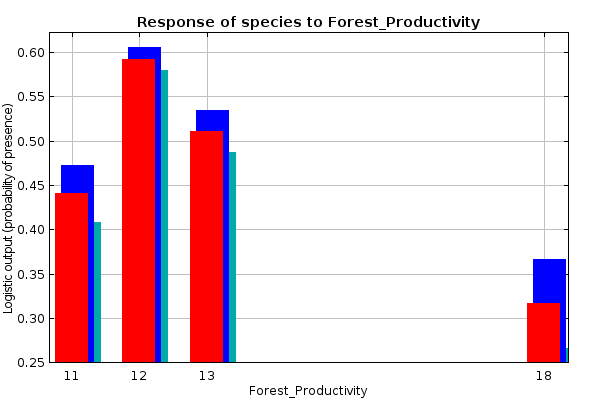 Response of species to Forest_Productivity
Logistic output (probability of presence)
0.60
0.55
0.50
0.45
0.40
0.35
0.30
0.25
11 12 13 18
Forest_Productivity